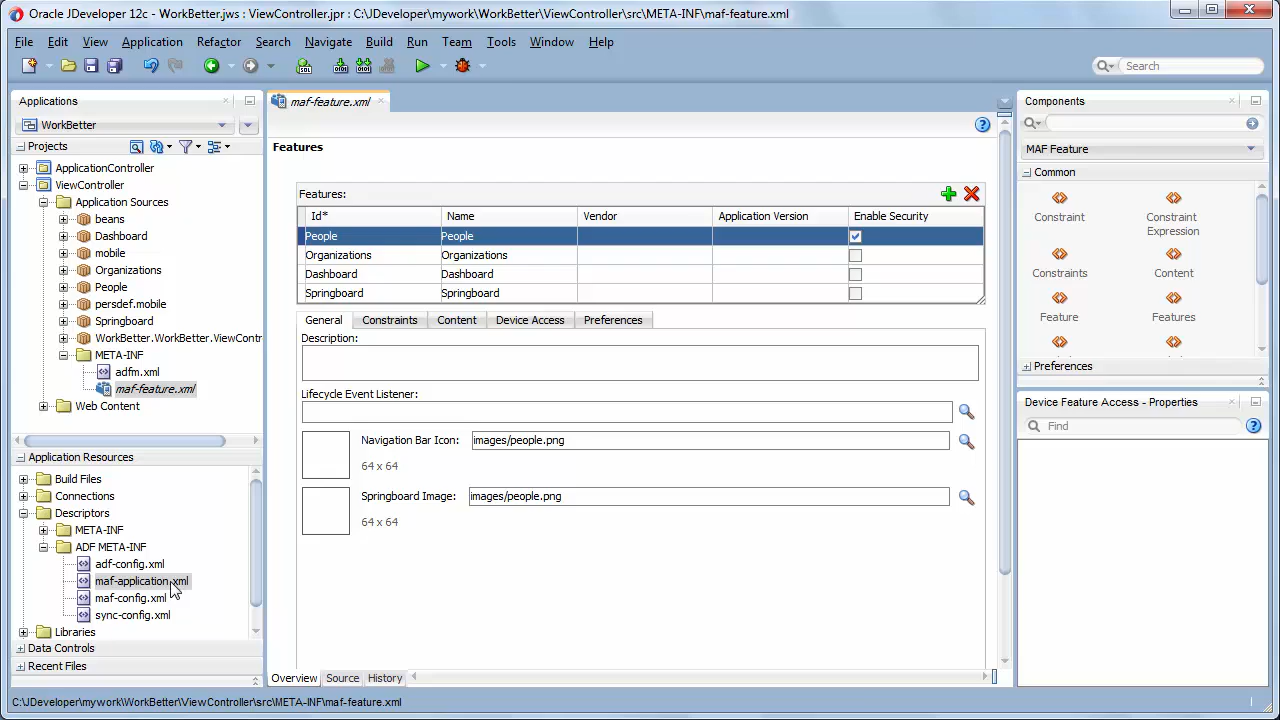 Oracle JDeveloper 12c - WorkBetter.jws : ViewController.jpr : C:\JDeveloper\mywork\WorkBetter\ViewController\src\META-INF\maf-feature.xml
File Edit View Application Refactor Search Navigate Build Run Team Tools Window Help
Search
Applications
WorkBetter
Projects
ApplicationController
ViewController
Application Sources
beans
Dashboard
mobile
Organizations
People
persdef.mobile
Springboard
WorkBetter.WorkBetter.ViewContr
META-INF
adfm.xml
maf-feature.xml
Web Content
Application Resources
Build Files
Connections
Descriptors
META-INF
ADF META-INF
adf-config.xml
maf-application.xml
maf-config.xml
sync-config.xml
Libraries
Data Controls
Recent Files
maf-feature.xml
Features
Features:
Id* Name Vendor Application Version Enable Security
People People
Organizations Organizations
Dashboard Dashboard
Springboard Springboard
General Constraints Content Device Access Preferences
Description:
Lifecycle Event Listener:
Navigation Bar Icon: images/people.png
64 x 64
Springboard Image: images/people.png
64 x 64
Overview Source History
Components
MAF Feature
Common
Constraint Constraint
Expression
Constraints Content
Feature Features
Preferences
Device Feature Access - Properties
Find
C:\JDeveloper\mywork\WorkBetter\ViewController\src\META-INF\maf-feature.xml